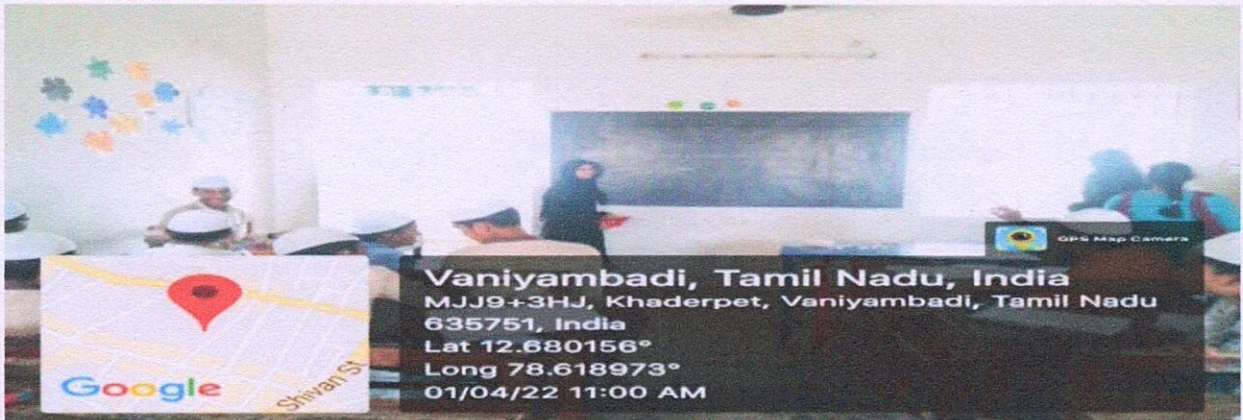 GPS Map Camera
Vaniyambadi, Tamil Nadu, India
MJJ9+3HJ, Khaderpet, Vaniyambadi, Tamil Nadu
635751, India
Lat 12.680156°
Long 78.618973°
01/04/22 11:00 AM
Google
Shivan St